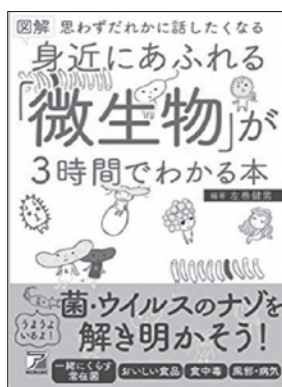 図解 思わずだれかに話したくなる
身近にあふれる
「微生物」が
3時間でわかる本
編著 左巻健男
うようよ
いるよ!
菌・ウイルスのナゾを
解き明かそう!
一緒にくらす
常在菌
おいしい食品
食中毒
風邪・病気